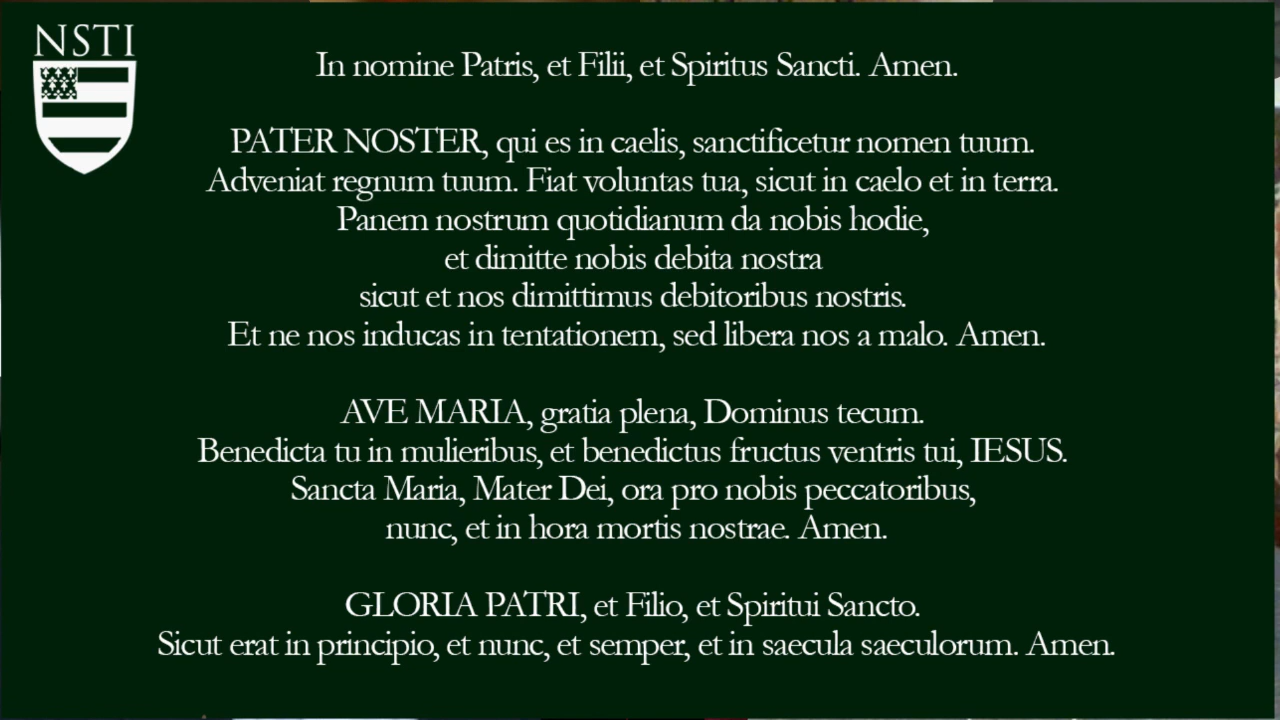 NSTI
In nomine Patris, et Filii, et Spiritus Sancti. Amen.
PATER NOSTER, qui es in caelis, sanctificetur nomen tuum.
Adveniat regnum tuum. Fiat voluntas tua, sicut in caelo et in terra.
Panem nostrum quotidianum da nobis hodie,
et dimitte nobis debita nostra
sicut et nos dimittimus debitoribus nostris.
Et ne nos inducas in tentationem, sed libera nos a malo. Amen.
AVE MARIA, gratia plena, Dominus tecum.
Benedicta tu in mulieribus, et benedictus fructus ventris tui, IESUS.
Sancta Maria, Mater Dei, ora pro nobis peccatoribus,
nunc, et in hora mortis nostrae. Amen.
GLORIA PATRI, et Filio, et Spiritui Sancto.
Sicut erat in principio, et nunc, et semper, et in saecula saeculorum. Amen.